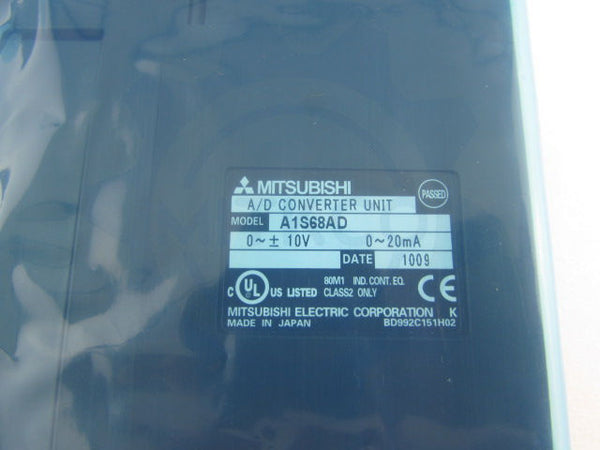 MITSUBISHI
PASSED
A/D CONVERTER UNIT
MODEL A1S68AD
0~±10V 0~20mA
DATE 1009
C UL US LISTED 80M1 IND.CONT.EQ. CLASS2 ONLY CE
MITSUBISHI ELECTRIC CORPORATION K
MADE IN JAPAN BD992C151H02